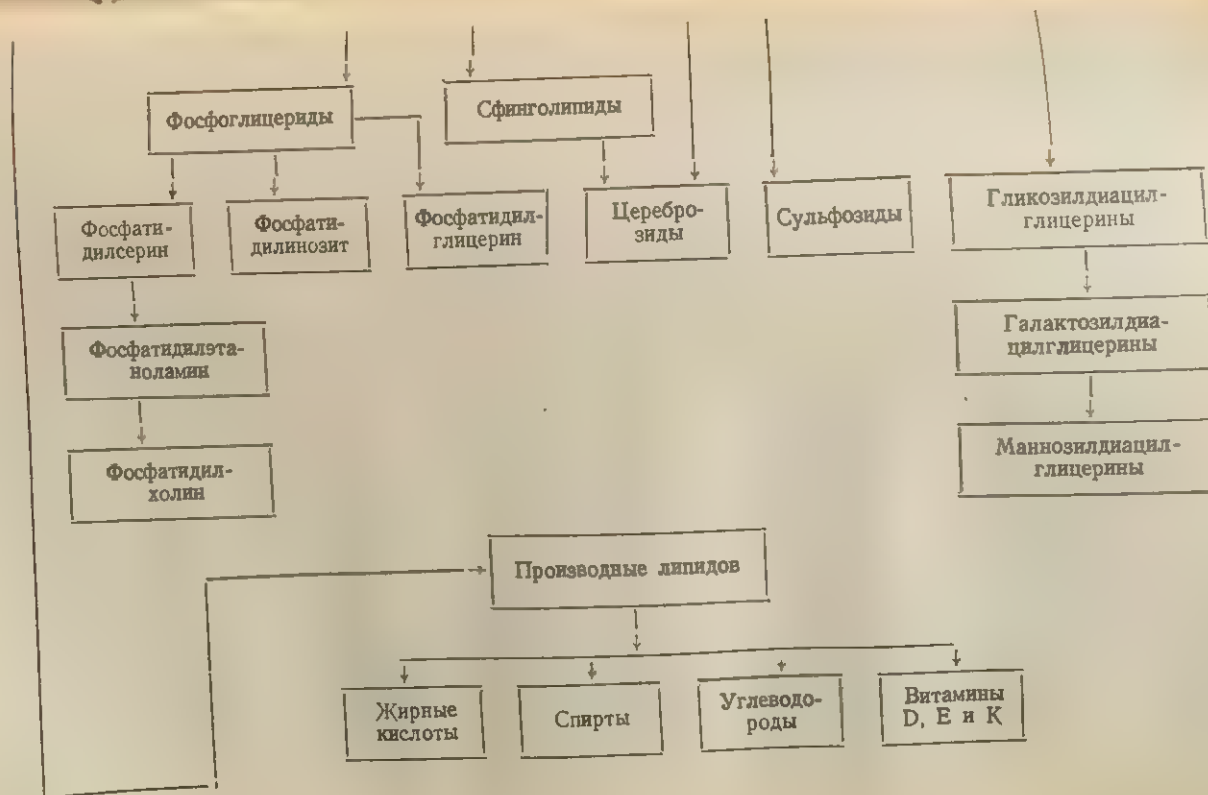 Фосфоглицериды
Сфинголипиды
Фосфати-
дилсерин
Фосфати-
дилинозит
Фосфатидил-
глицерин
Церебро-
зиды
Сульфозиды
Гликозилдиацил-
глицерины
Фосфатидилэта-
ноламин
Галактозилдиа-
цилглицерины
Фосфатидил-
холин
Маннозилдиацил-
глицерины
Производные липидов
Жирные
кислоты
Спирты
Углеводо-
роды
Витамины
D, E и K